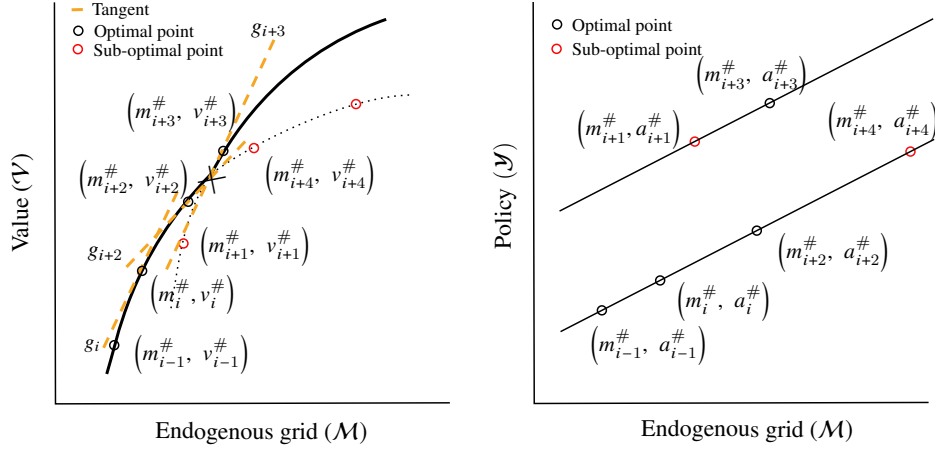 Tangent
Optimal point
Sub-optimal point
g_{i+3}
(m^#_{i+3}, v^#_{i+3})
(m^#_{i+2}, v^#_{i+2})
(m^#_{i+4}, v^#_{i+4})
g_{i+2}
(m^#_{i+1}, v^#_{i+1})
(m^#_i, v^#_i)
g_i
(m^#_{i-1}, v^#_{i-1})
Value (𝒱)
Endogenous grid (ℳ)
Optimal point
Sub-optimal point
(m^#_{i+3}, a^#_{i+3})
(m^#_{i+1}, a^#_{i+1})
(m^#_{i+4}, a^#_{i+4})
(m^#_{i+2}, a^#_{i+2})
(m^#_i, a^#_i)
(m^#_{i-1}, a^#_{i-1})
Policy (𝒴)
Endogenous grid (ℳ)